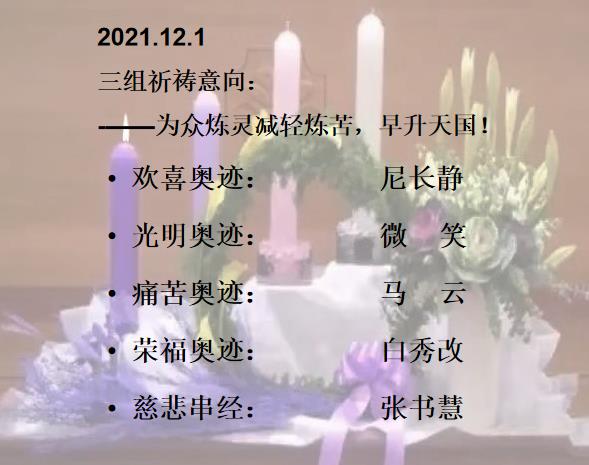 2021.12.1
三组祈祷意向：
———为众炼灵减轻炼苦，早升天国！
• 欢喜奥迹： 尼长静
• 光明奥迹： 微 笑
• 痛苦奥迹： 马 云
• 荣福奥迹： 白秀改
• 慈悲串经： 张书慧